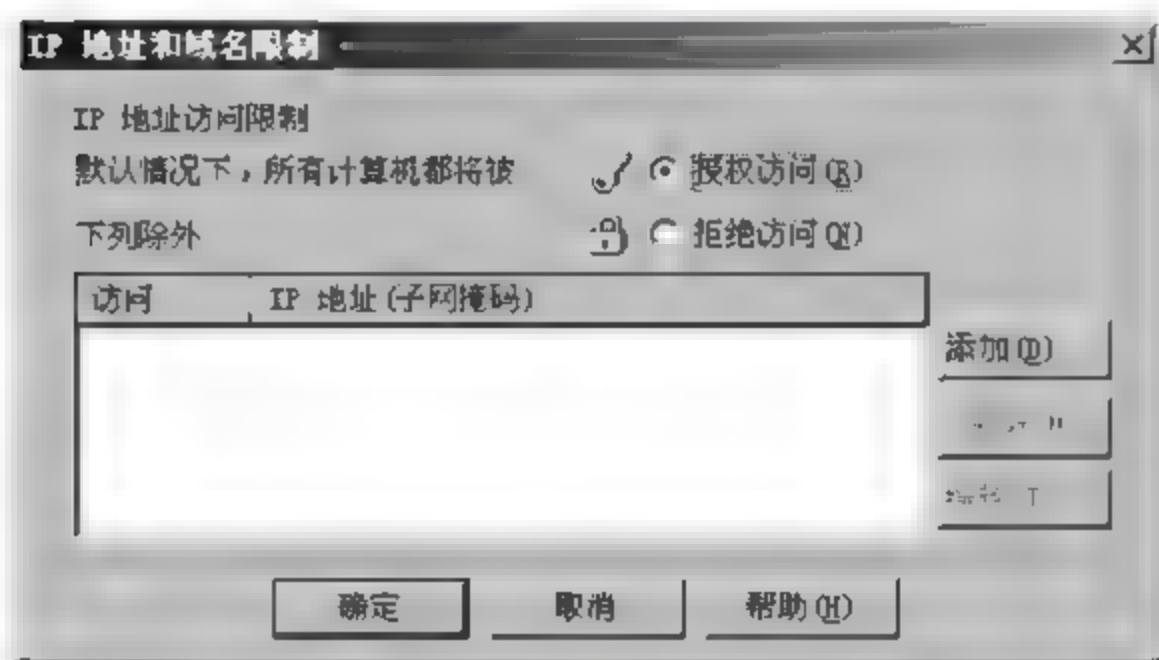 IP 地址和域名限制
IP 地址访问限制
默认情况下，所有计算机都将被
授权访问(R)
下列除外
拒绝访问(N)
访问 IP 地址(子网掩码)
添加(D)
确定 取消 帮助(H)